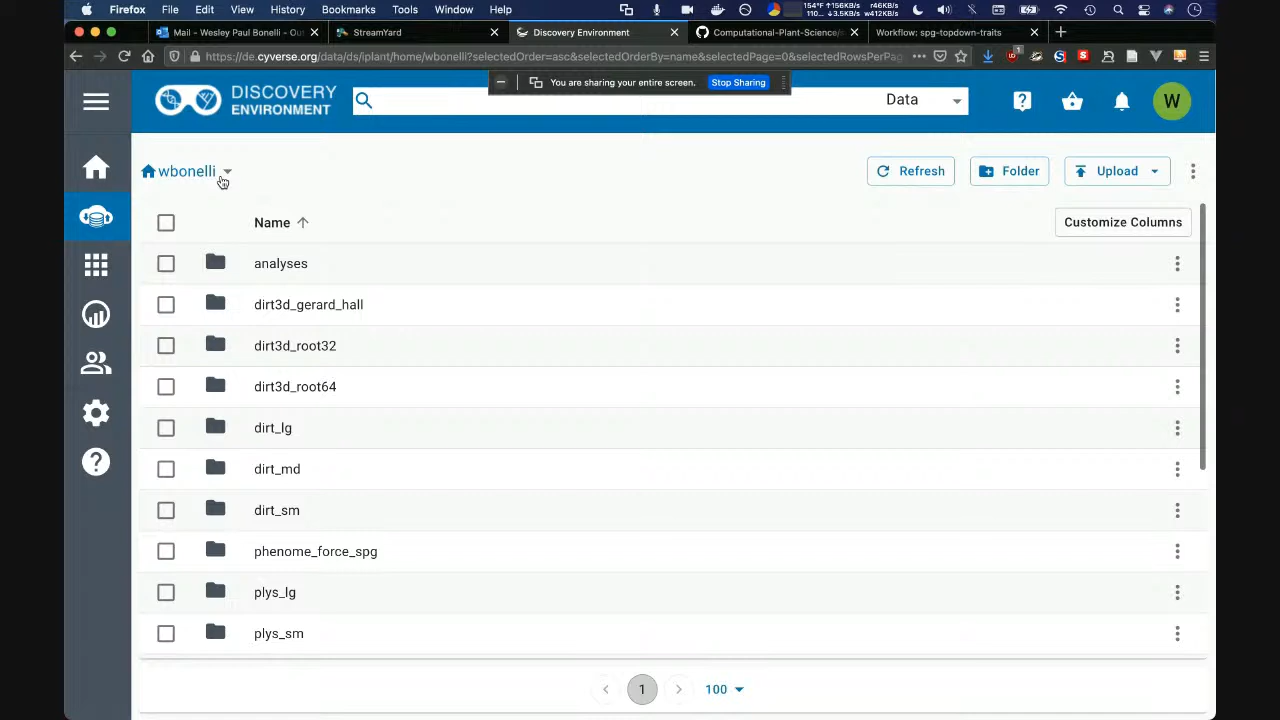 Firefox File Edit View History Bookmarks Tools Window Help
Mail - Wesley Paul Bonelli - Out
StreamYard
Discovery Environment
Computational-Plant-Science/s
Workflow: spg-topdown-traits
https://de.cyverse.org/data/ds/iplant/home/wbonelli?selectedOrder=asc&selectedOrderBy=name&selectedPage=0&selectedRowsPerPag
You are sharing your entire screen. Stop Sharing
DISCOVERY
ENVIRONMENT
Data
W
wbonelli
Refresh
Folder
Upload
Name
Customize Columns
analyses
dirt3d_gerard_hall
dirt3d_root32
dirt3d_root64
dirt_lg
dirt_md
dirt_sm
phenome_force_spg
plys_lg
plys_sm
1
100